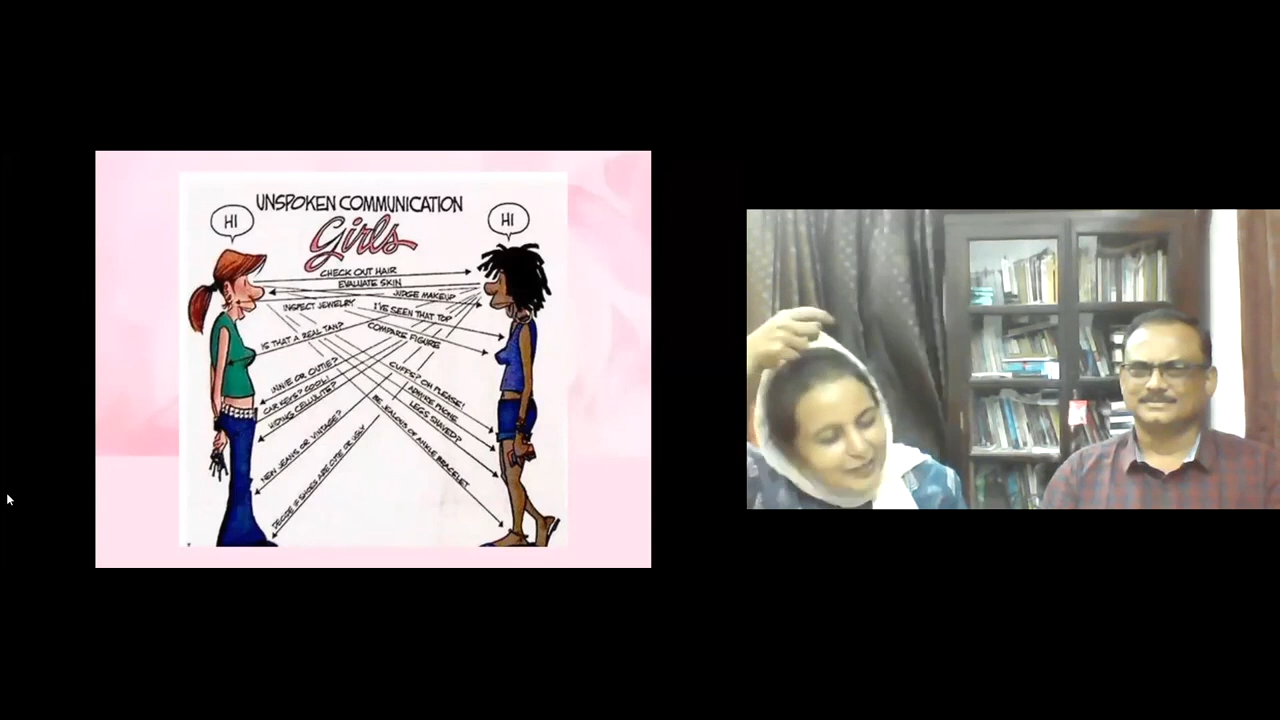 UNSPOKEN COMMUNICATION
Girls
HI
HI
CHECK OUT HAIR
EVALUATE SKIN
JUDGE MAKEUP
INSPECT JEWELRY
I'VE SEEN THAT TOP
IS THAT A REAL TAN?
COMPARE FIGURE
INNIE OR OUTIE?
CUFFS? OH PLEASE!
CAR KEYS? COOL!
ADMIRE PHONE
HIDING CELLULITE?
LEGS SHAVED?
BE JEALOUS OF ANKLE BRACELET
NEW JEANS OR VINTAGE?
DECIDE IF SHOES ARE CUTE OR UGLY